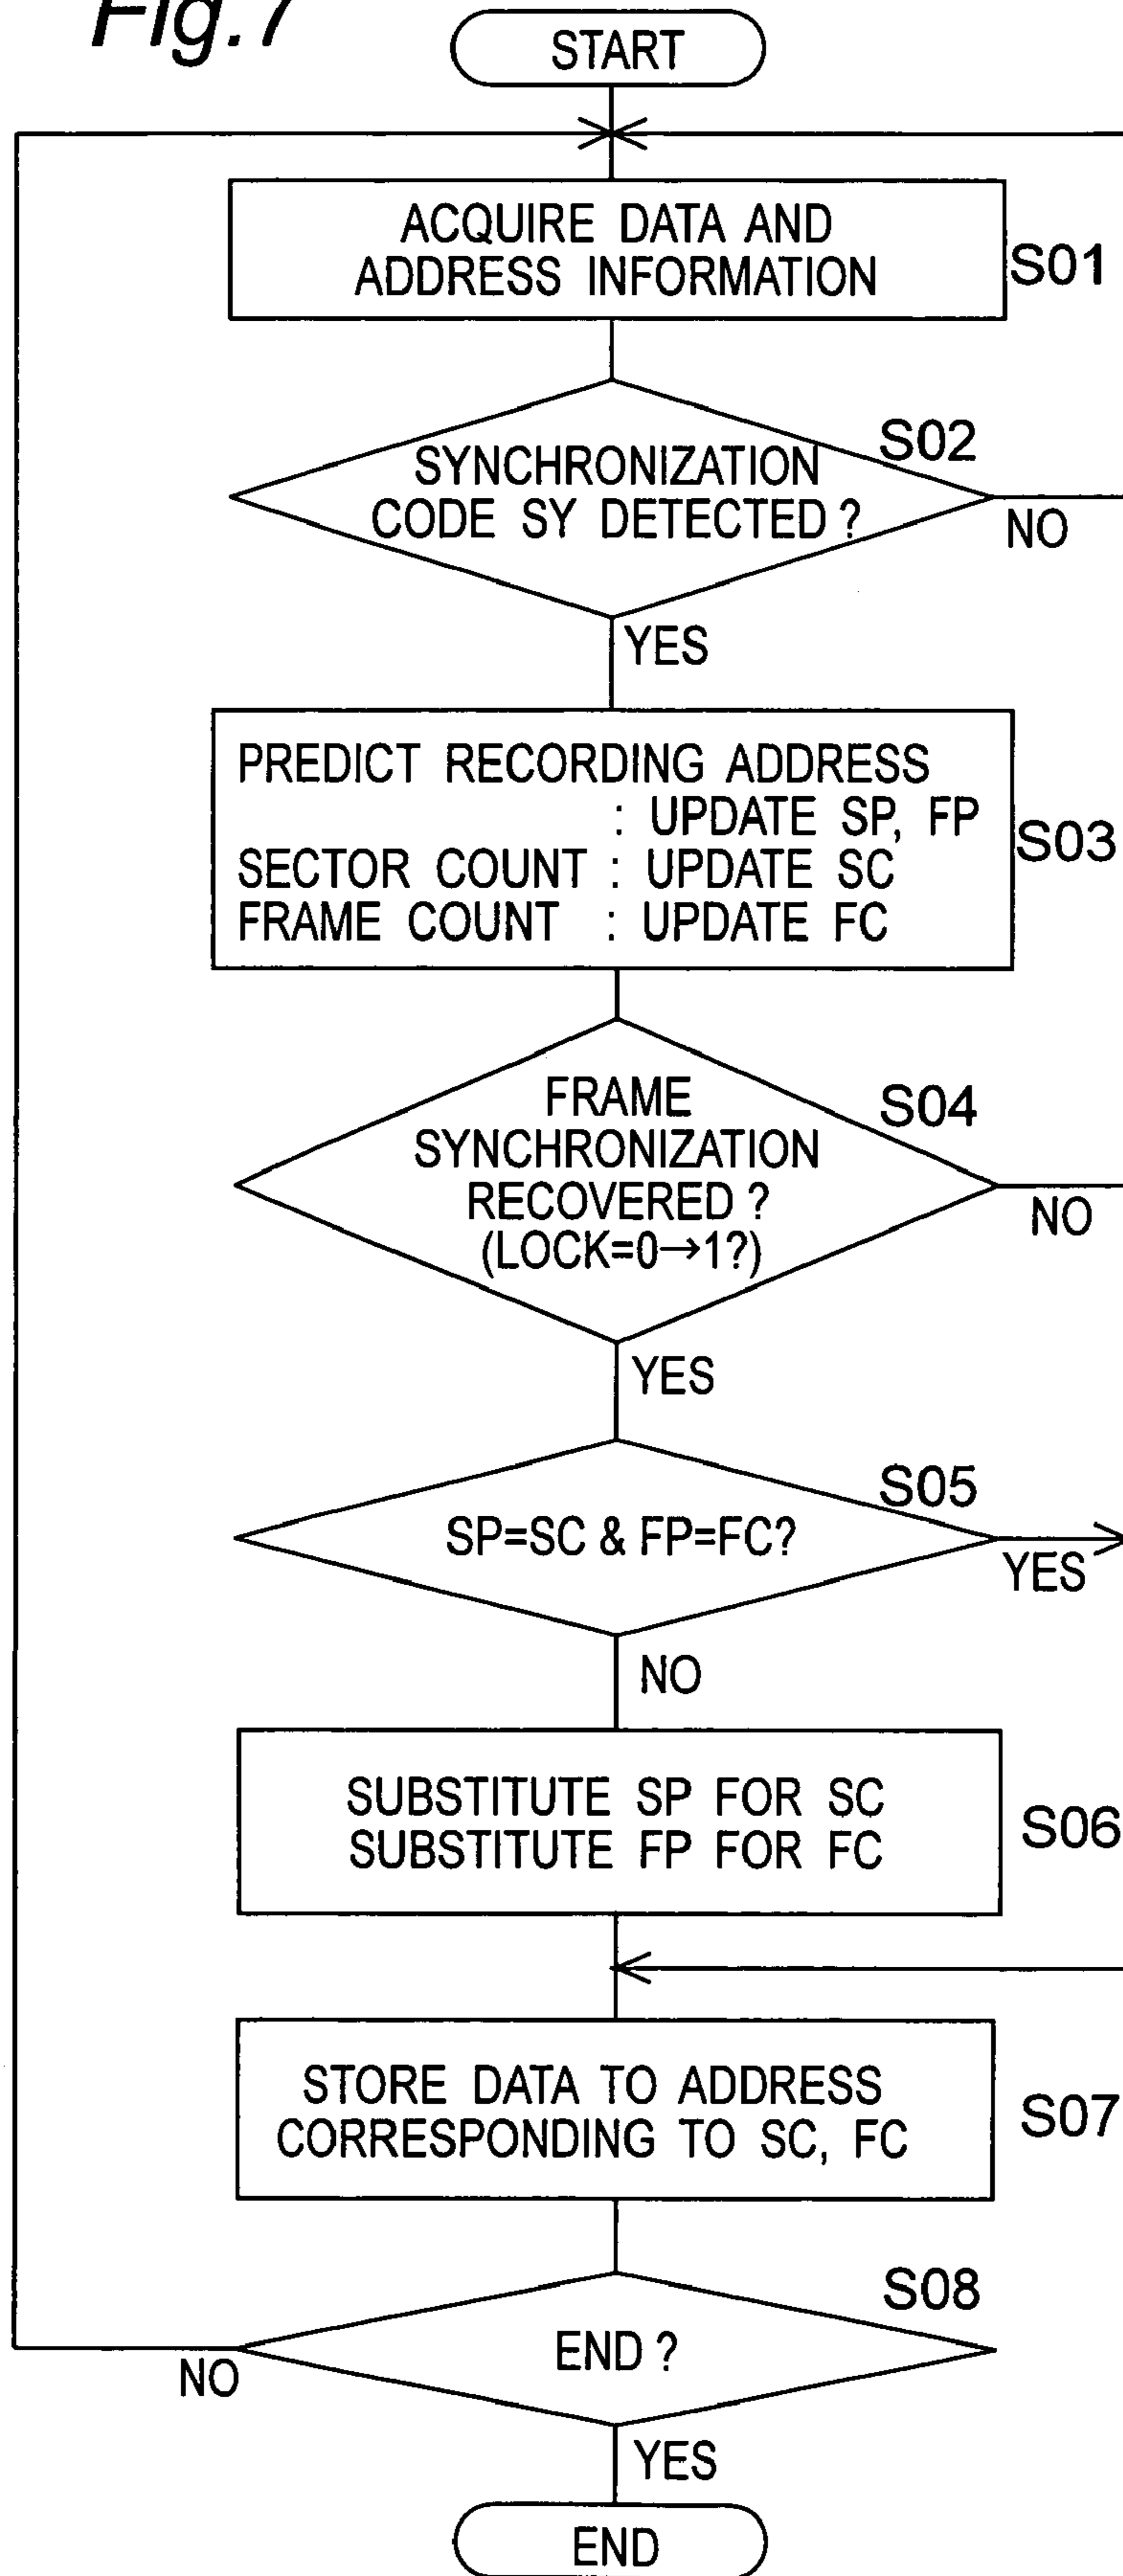 Fig.7
START
ACQUIRE DATA AND
ADDRESS INFORMATION
S01
S02
SYNCHRONIZATION
CODE SY DETECTED ?
NO
YES
PREDICT RECORDING ADDRESS
: UPDATE SP, FP
SECTOR COUNT : UPDATE SC
FRAME COUNT : UPDATE FC
S03
FRAME
SYNCHRONIZATION
RECOVERED ?
(LOCK=0→1?)
S04
NO
YES
S05
SP=SC & FP=FC?
YES
NO
SUBSTITUTE SP FOR SC
SUBSTITUTE FP FOR FC
S06
STORE DATA TO ADDRESS
CORRESPONDING TO SC, FC
S07
S08
END ?
NO
YES
END